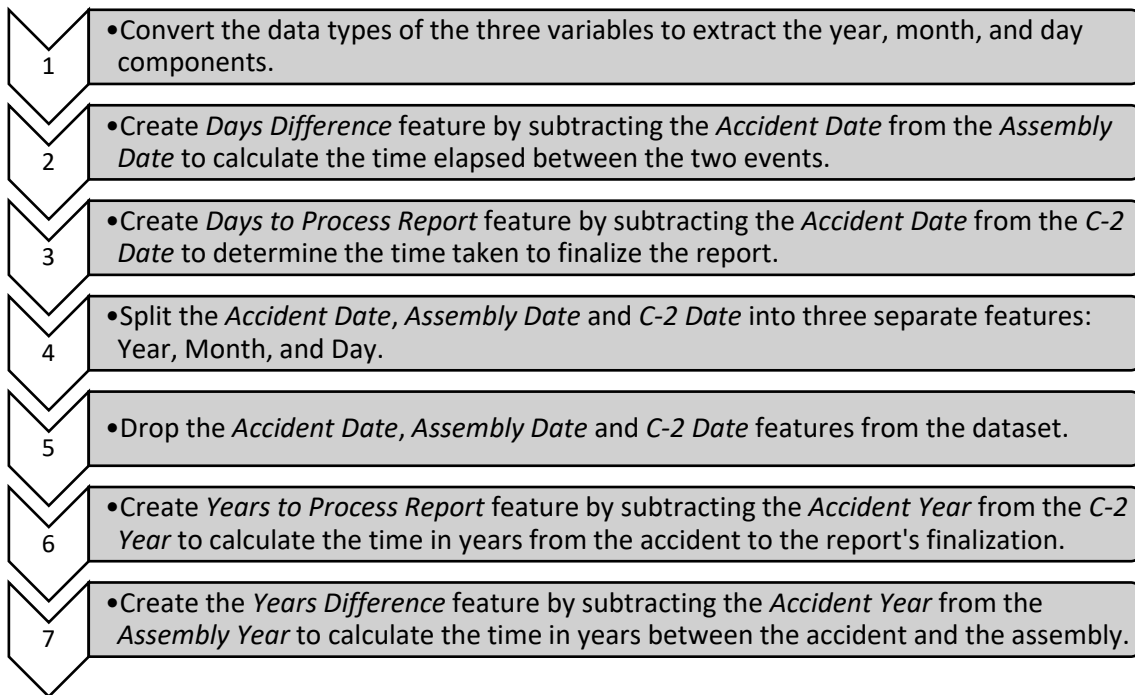 1
•Convert the data types of the three variables to extract the year, month, and day
components.
2
•Create Days Difference feature by subtracting the Accident Date from the Assembly
Date to calculate the time elapsed between the two events.
3
•Create Days to Process Report feature by subtracting the Accident Date from the C-2
Date to determine the time taken to finalize the report.
4
•Split the Accident Date, Assembly Date and C-2 Date into three separate features:
Year, Month, and Day.
5
•Drop the Accident Date, Assembly Date and C-2 Date features from the dataset.
6
•Create Years to Process Report feature by subtracting the Accident Year from the C-2
Year to calculate the time in years from the accident to the report's finalization.
7
•Create the Years Difference feature by subtracting the Accident Year from the
Assembly Year to calculate the time in years between the accident and the assembly.